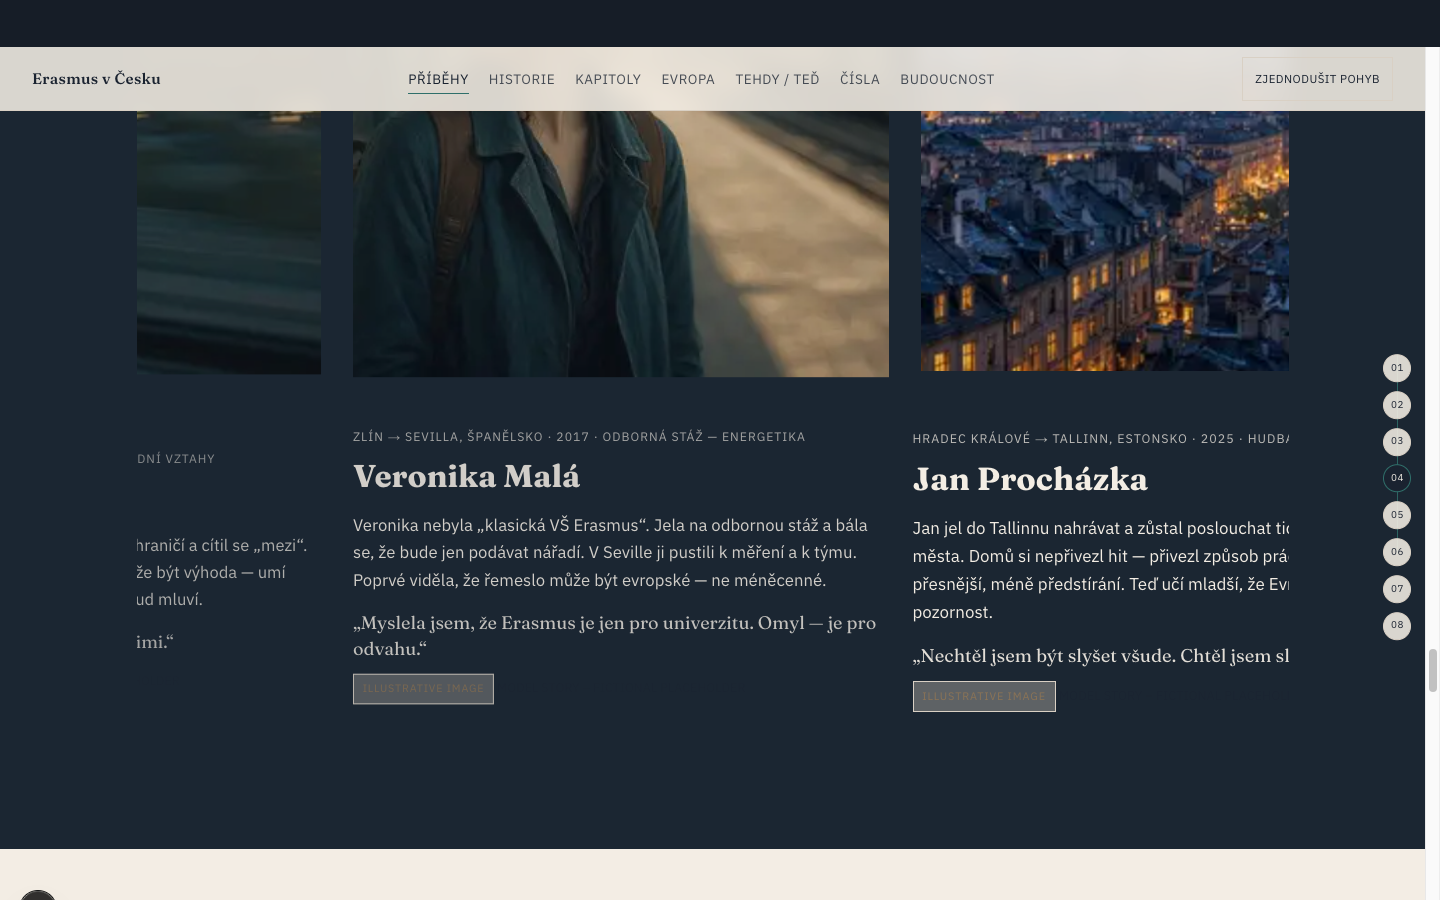 Erasmus v Česku
PŘÍBĚHY HISTORIE KAPITOLY EVROPA TEHDY / TEĎ ČÍSLA BUDOUCNOST
ZJEDNODUŠIT POHYB
DNÍ VZTAHY
hraničí a cítil se „mezi“.
že být výhoda — umí
ud mluví.
imi.“
ZLÍN → SEVILLA, ŠPANĚLSKO · 2017 · ODBORNÁ STÁŽ — ENERGETIKA
Veronika Malá
Veronika nebyla „klasická VŠ Erasmus“. Jela na odbornou stáž a bála
se, že bude jen podávat nářadí. V Seville ji pustili k měření a k týmu.
Poprvé viděla, že řemeslo může být evropské — ne méněcenné.
„Myslela jsem, že Erasmus je jen pro univerzitu. Omyl — je pro
odvahu.“
ILLUSTRATIVE IMAGE
HRADEC KRÁLOVÉ → TALLINN, ESTONSKO · 2025 · HUDBA
Jan Procházka
Jan jel do Tallinnu nahrávat a zůstal poslouchat tic
města. Domů si nepřivezl hit — přivezl způsob prá
přesnější, méně předstírání. Teď učí mladší, že Ev
pozornost.
„Nechtěl jsem být slyšet všude. Chtěl jsem sl
ILLUSTRATIVE IMAGE
01
02
03
04
05
06
07
08